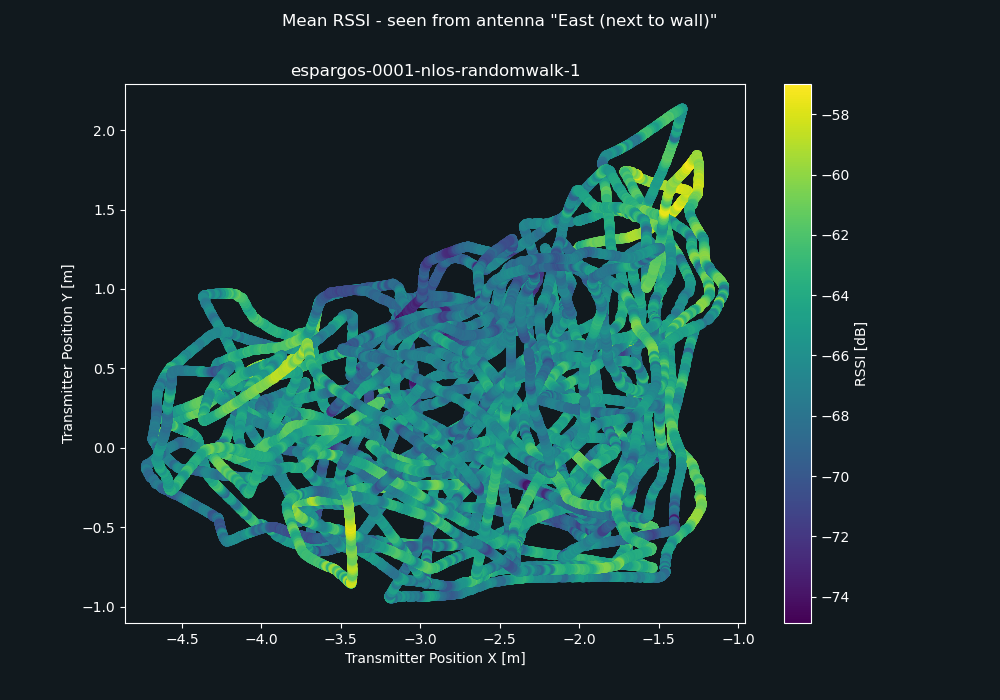 Mean RSSI - seen from antenna "East (next to wall)"
espargos-0001-nlos-randomwalk-1
2.0
1.5
1.0
0.5
0.0
−0.5
−1.0
Transmitter Position Y [m]
−4.5 −4.0 −3.5 −3.0 −2.5 −2.0 −1.5 −1.0
Transmitter Position X [m]
−58
−60
−62
−64
−66
−68
−70
−72
−74
RSSI [dB]